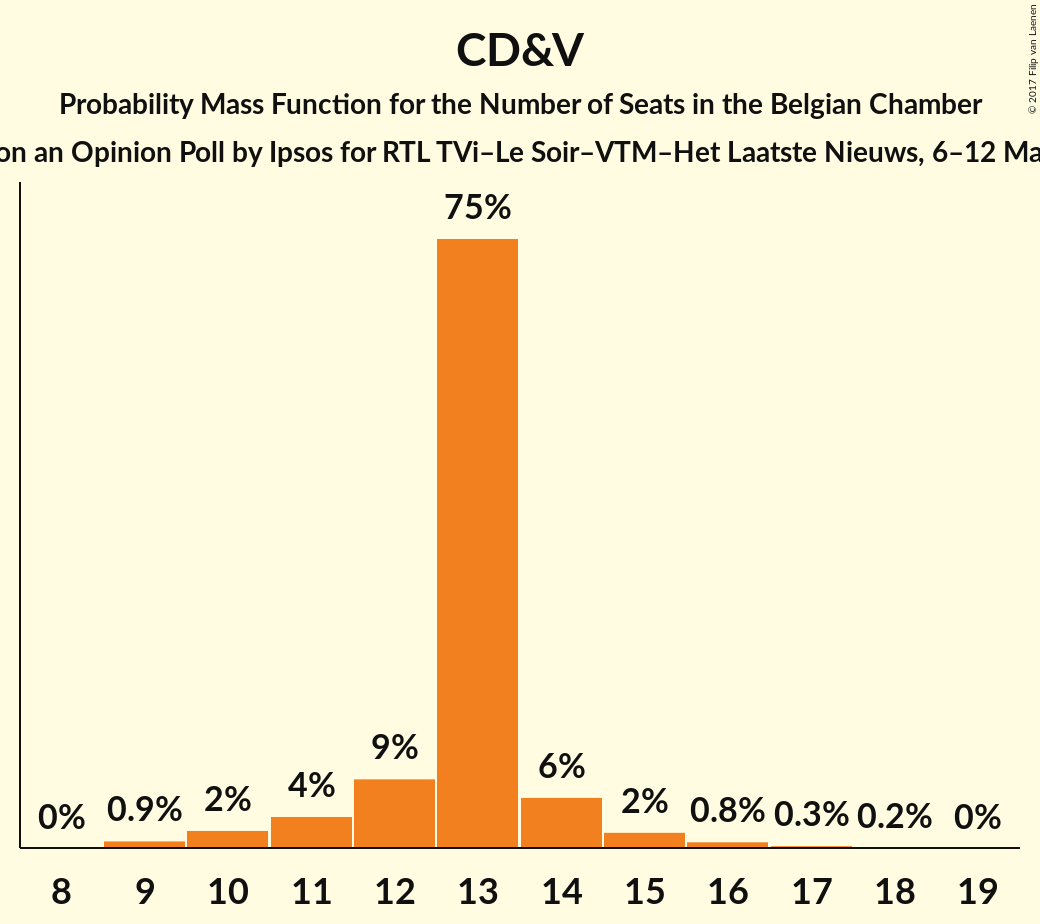 CD&V
Probability Mass Function for the Number of Seats in the Belgian Chamber
on an Opinion Poll by Ipsos for RTL TVi–Le Soir–VTM–Het Laatste Nieuws, 6–12 Ma
© 2017 Filip van Laenen
75%
9%
6%
4%
2%
2%
0%
0.9%
0.8%
0.3%
0.2%
0%
8 9 10 11 12 13 14 15 16 17 18 19